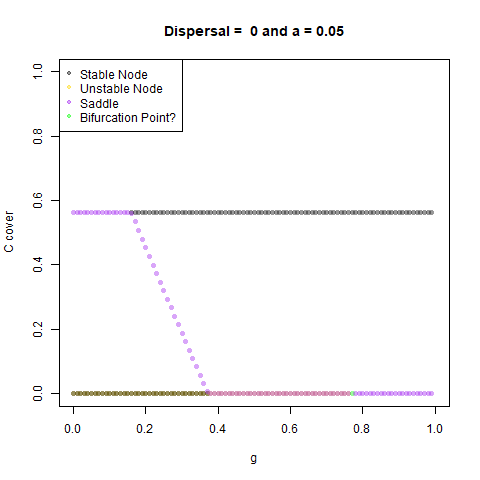 Dispersal =  0 and a = 0.05
Stable Node
Unstable Node
Saddle
Bifurcation Point?
1.0
0.8
0.6
0.4
0.2
0.0
C cover
0.0 0.2 0.4 0.6 0.8 1.0
g